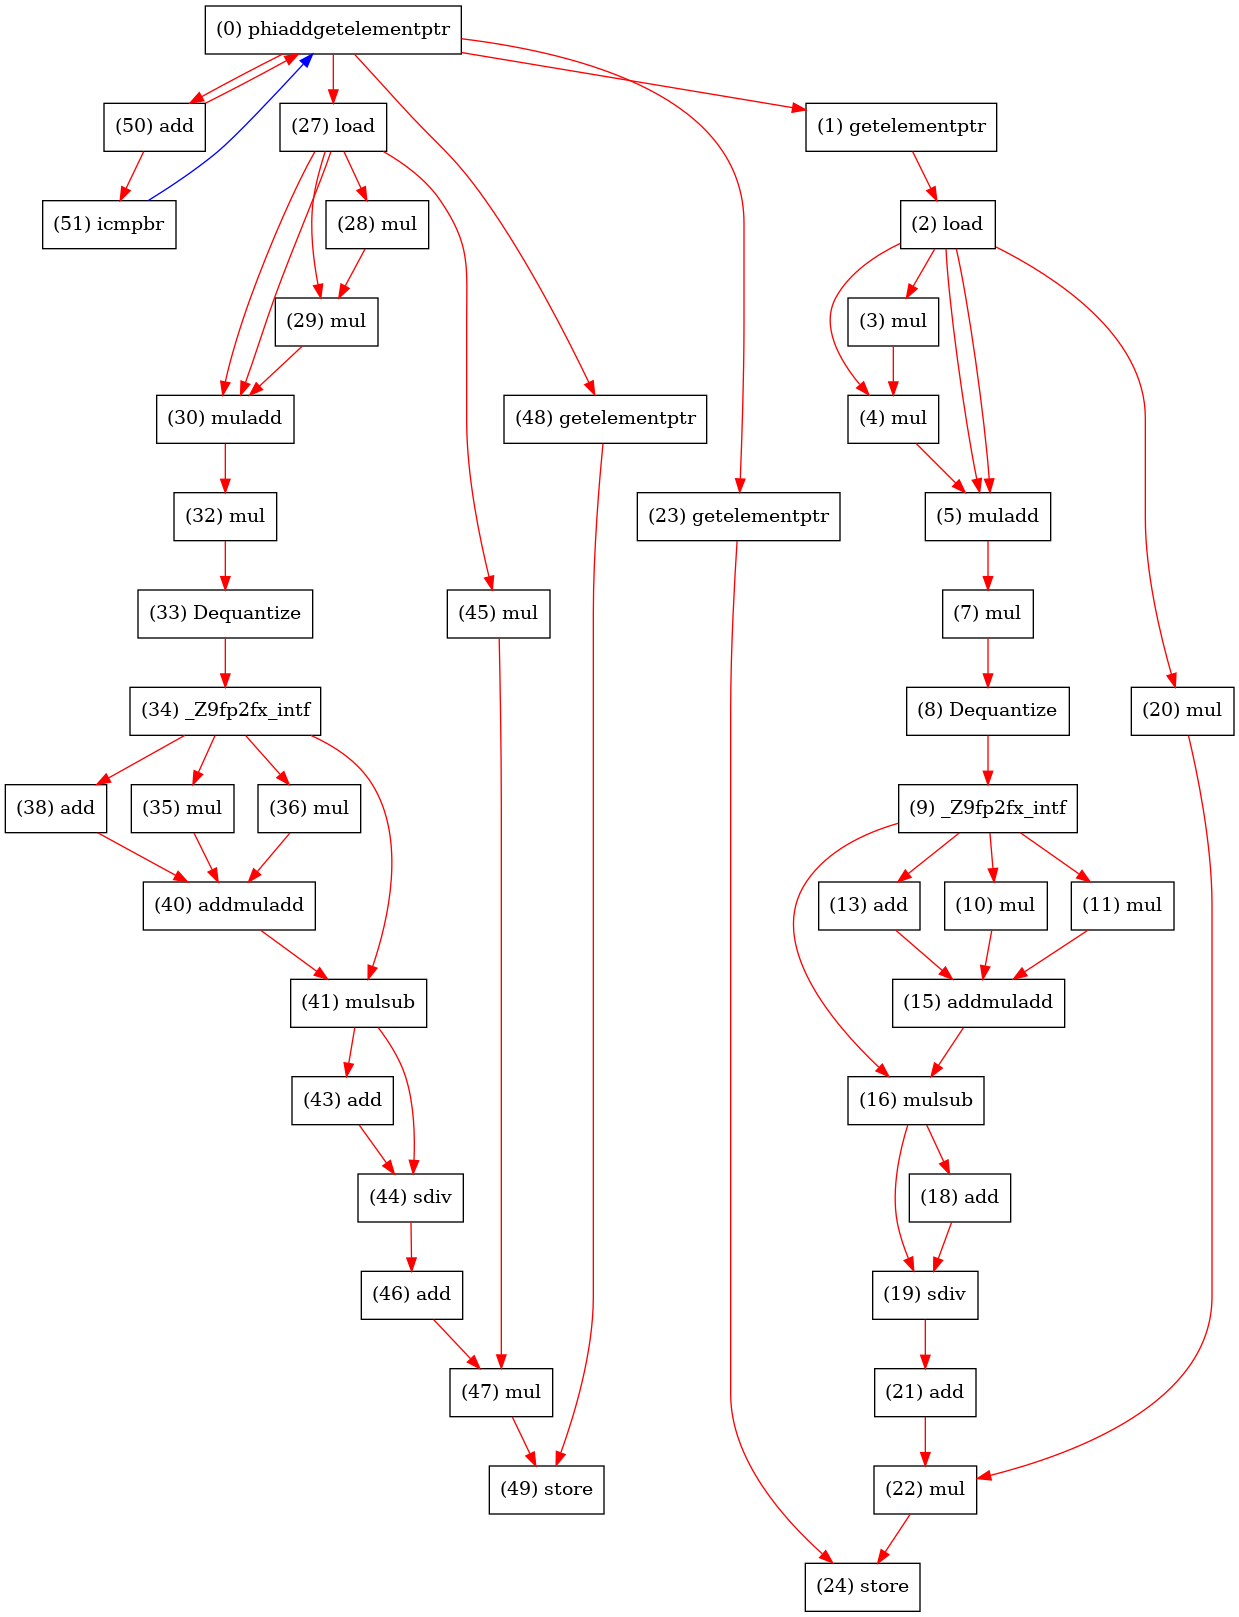 (0) phiaddgetelementptr
(50) add
(27) load
(1) getelementptr
(51) icmpbr
(28) mul
(2) load
(29) mul
(3) mul
(30) muladd
(48) getelementptr
(4) mul
(32) mul
(23) getelementptr
(5) muladd
(33) Dequantize
(45) mul
(7) mul
(34) _Z9fp2fx_intf
(8) Dequantize
(20) mul
(38) add
(35) mul
(36) mul
(9) _Z9fp2fx_intf
(40) addmuladd
(13) add
(10) mul
(11) mul
(41) mulsub
(15) addmuladd
(43) add
(16) mulsub
(44) sdiv
(18) add
(46) add
(19) sdiv
(47) mul
(21) add
(49) store
(22) mul
(24) store